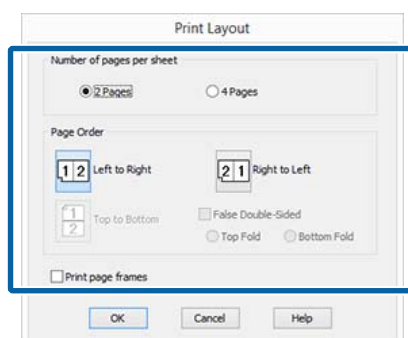 Print Layout
Number of pages per sheet
2 Pages
4 Pages
Page Order
1 2 Left to Right
2 1 Right to Left
1
2
Top to Bottom
False Double-Sided
Top Fold
Bottom Fold
Print page frames
OK
Cancel
Help